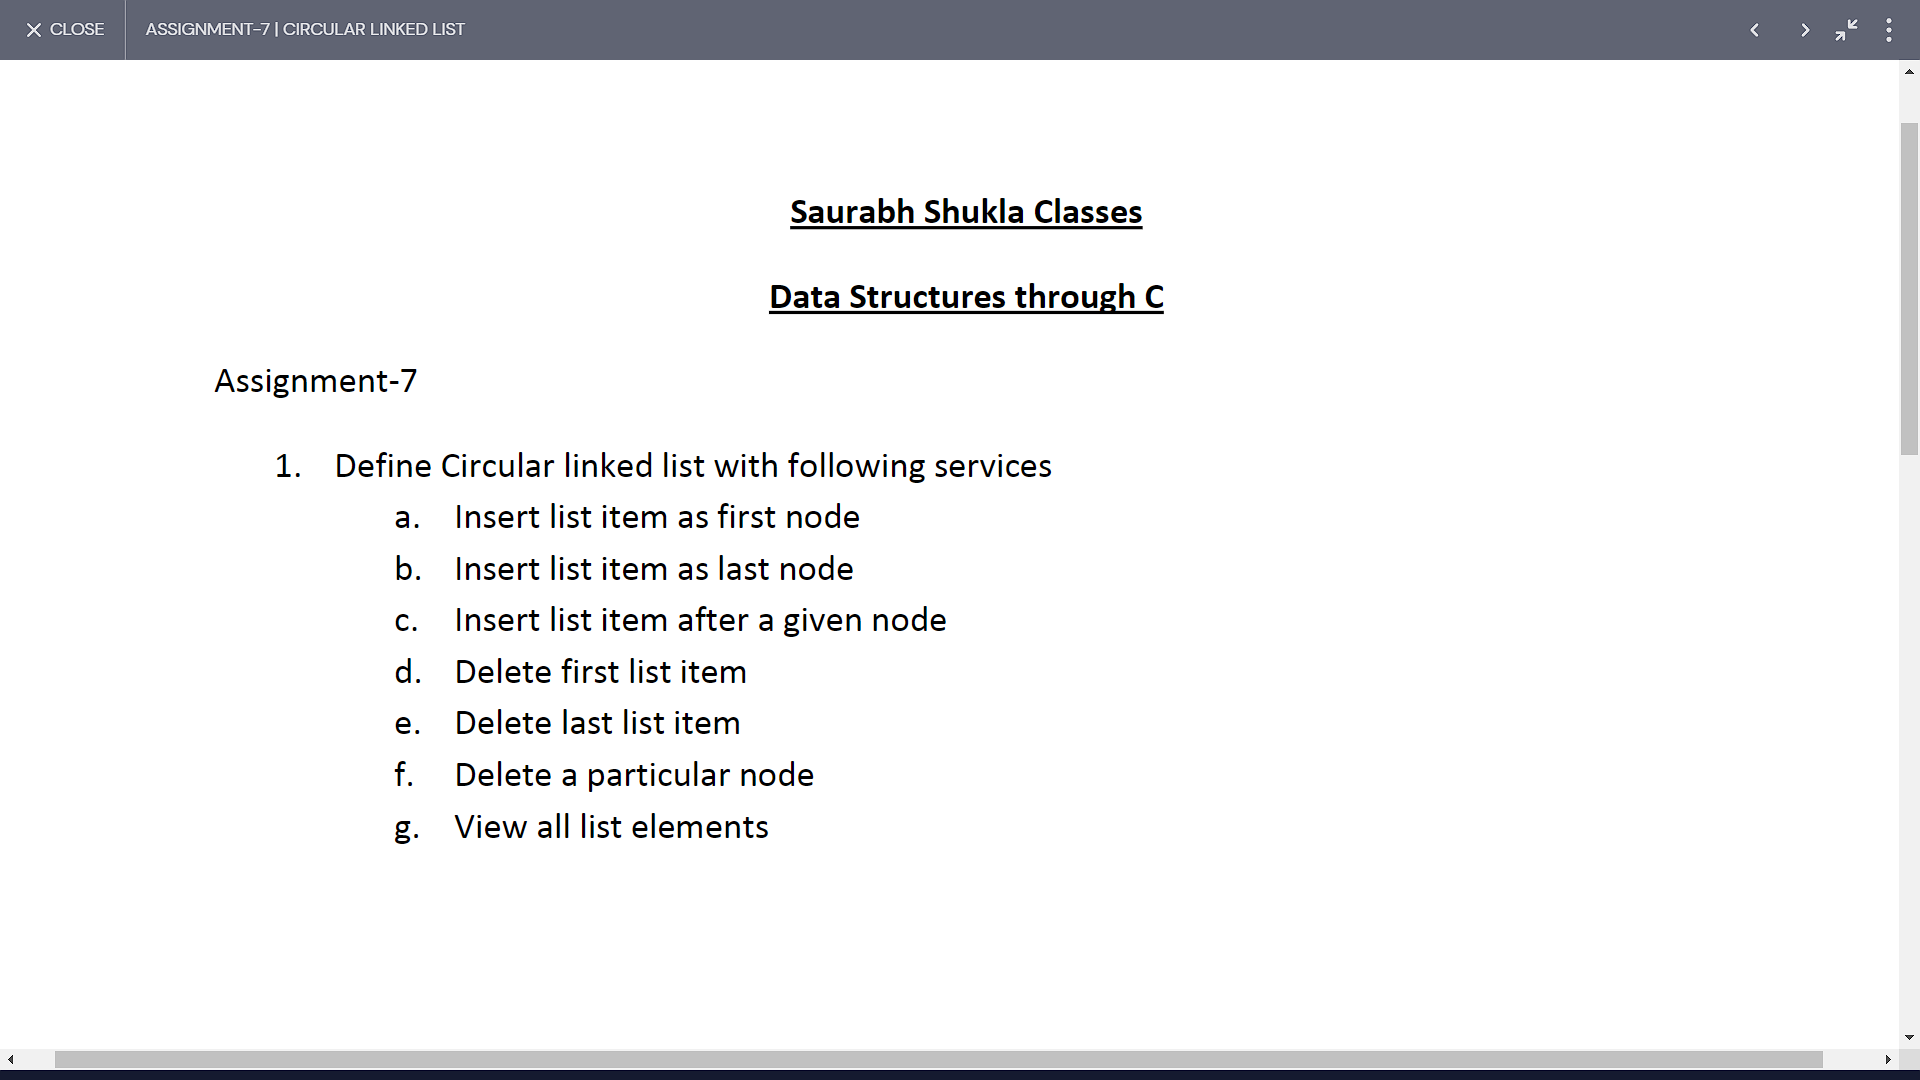 CLOSE
ASSIGNMENT-7 | CIRCULAR LINKED LIST
Saurabh Shukla Classes
Data Structures through C
Assignment-7
1. Define Circular linked list with following services
a. Insert list item as first node
b. Insert list item as last node
c. Insert list item after a given node
d. Delete first list item
e. Delete last list item
f. Delete a particular node
g. View all list elements